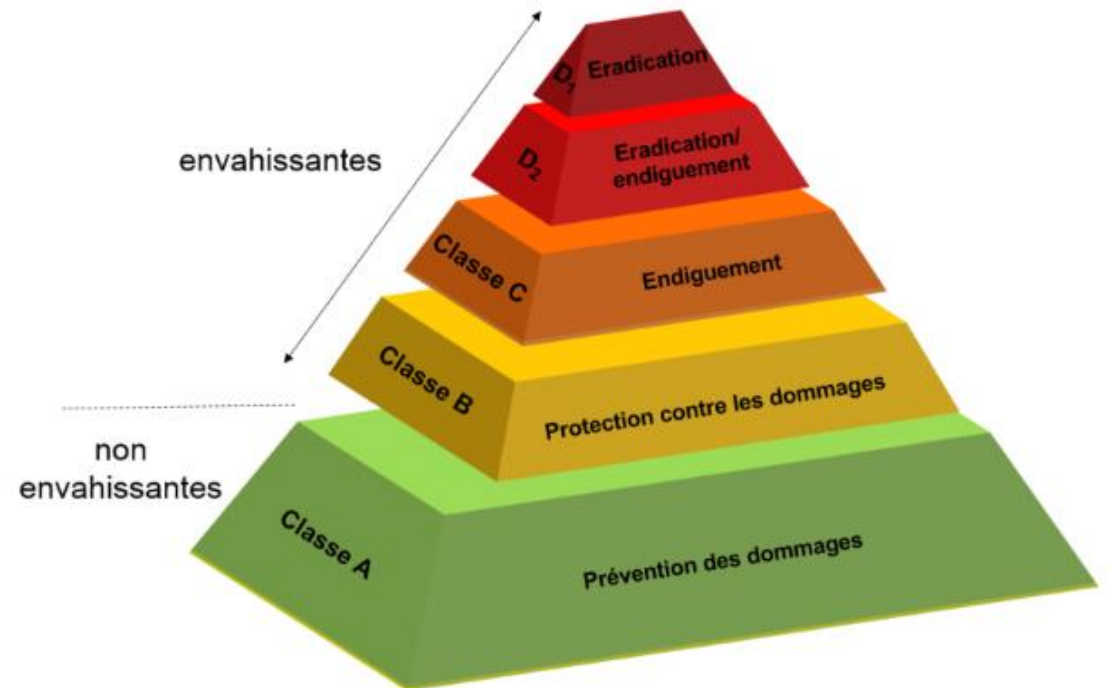 D₁ Eradication
envahissantes
D₂ Eradication/
endiguement
Classe C Endiguement
Classe B Protection contre les dommages
non
envahissantes
Classe A Prévention des dommages